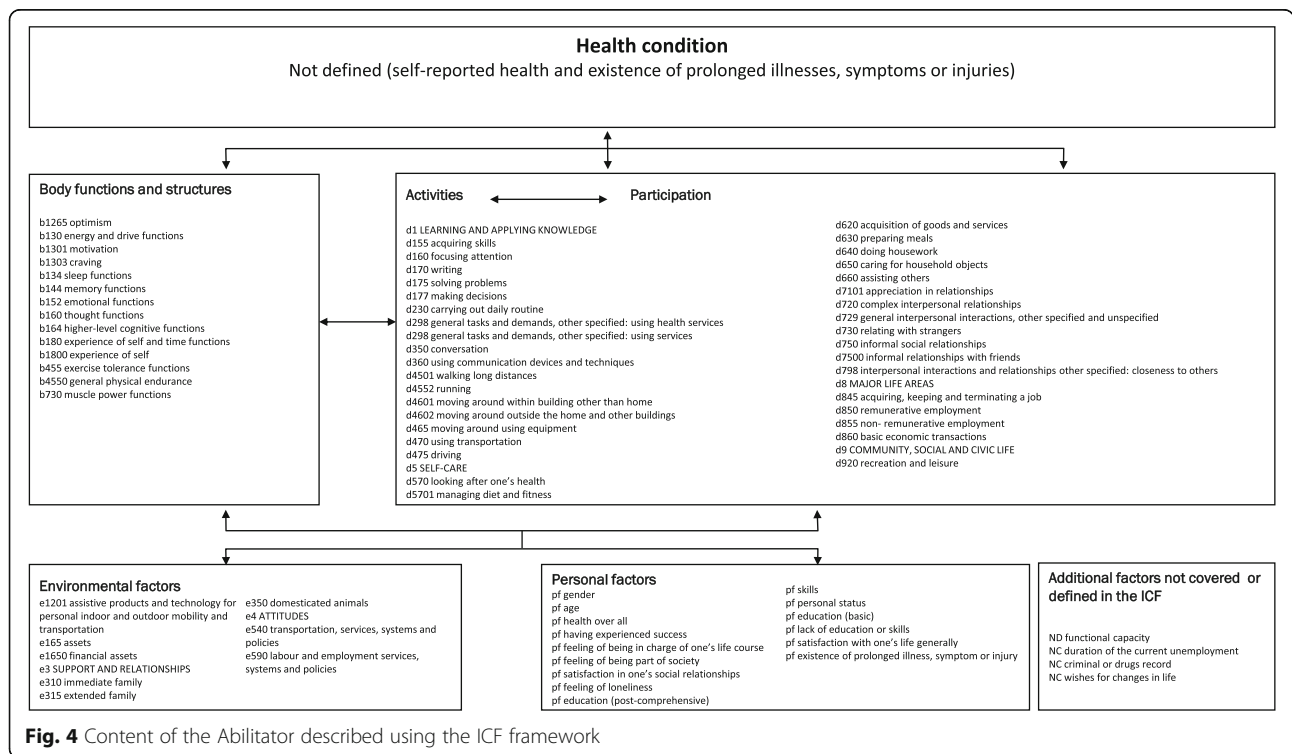 Health condition
Not defined (self-reported health and existence of prolonged illnesses, symptoms or injuries)
Body functions and structures
b1265 optimism
b130 energy and drive functions
b1301 motivation
b1303 craving
b134 sleep functions
b144 memory functions
b152 emotional functions
b160 thought functions
b164 higher-level cognitive functions
b180 experience of self and time functions
b1800 experience of self
b455 exercise tolerance functions
b4550 general physical endurance
b730 muscle power functions
Activities Participation
d1 LEARNING AND APPLYING KNOWLEDGE
d155 acquiring skills
d160 focusing attention
d170 writing
d175 solving problems
d177 making decisions
d230 carrying out daily routine
d298 general tasks and demands, other specified: using health services
d298 general tasks and demands, other specified: using services
d350 conversation
d360 using communication devices and techniques
d4501 walking long distances
d4552 running
d4601 moving around within building other than home
d4602 moving around outside the home and other buildings
d465 moving around using equipment
d470 using transportation
d475 driving
d5 SELF-CARE
d570 looking after one's health
d5701 managing diet and fitness
d620 acquisition of goods and services
d630 preparing meals
d640 doing housework
d650 caring for household objects
d660 assisting others
d7101 appreciation in relationships
d720 complex interpersonal relationships
d729 general interpersonal interactions, other specified and unspecified
d730 relating with strangers
d750 informal social relationships
d7500 informal relationships with friends
d798 interpersonal interactions and relationships other specified: closeness to others
d8 MAJOR LIFE AREAS
d845 acquiring, keeping and terminating a job
d850 remunerative employment
d855 non- remunerative employment
d860 basic economic transactions
d9 COMMUNITY, SOCIAL AND CIVIC LIFE
d920 recreation and leisure
Environmental factors
e1201 assistive products and technology for
personal indoor and outdoor mobility and
transportation
e165 assets
e1650 financial assets
e3 SUPPORT AND RELATIONSHIPS
e310 immediate family
e315 extended family
e350 domesticated animals
e4 ATTITUDES
e540 transportation, services, systems and
policies
e590 labour and employment services,
systems and policies
Personal factors
pf gender
pf age
pf health over all
pf having experienced success
pf feeling of being in charge of one's life course
pf feeling of being part of society
pf satisfaction in one's social relationships
pf feeling of loneliness
pf education (post-comprehensive)
pf skills
pf personal status
pf education (basic)
pf lack of education or skills
pf satisfaction with one's life generally
pf existence of prolonged illness, symptom or injury
Additional factors not covered or
defined in the ICF
ND functional capacity
NC duration of the current unemployment
NC criminal or drugs record
NC wishes for changes in life
Fig. 4 Content of the Abilitator described using the ICF framework